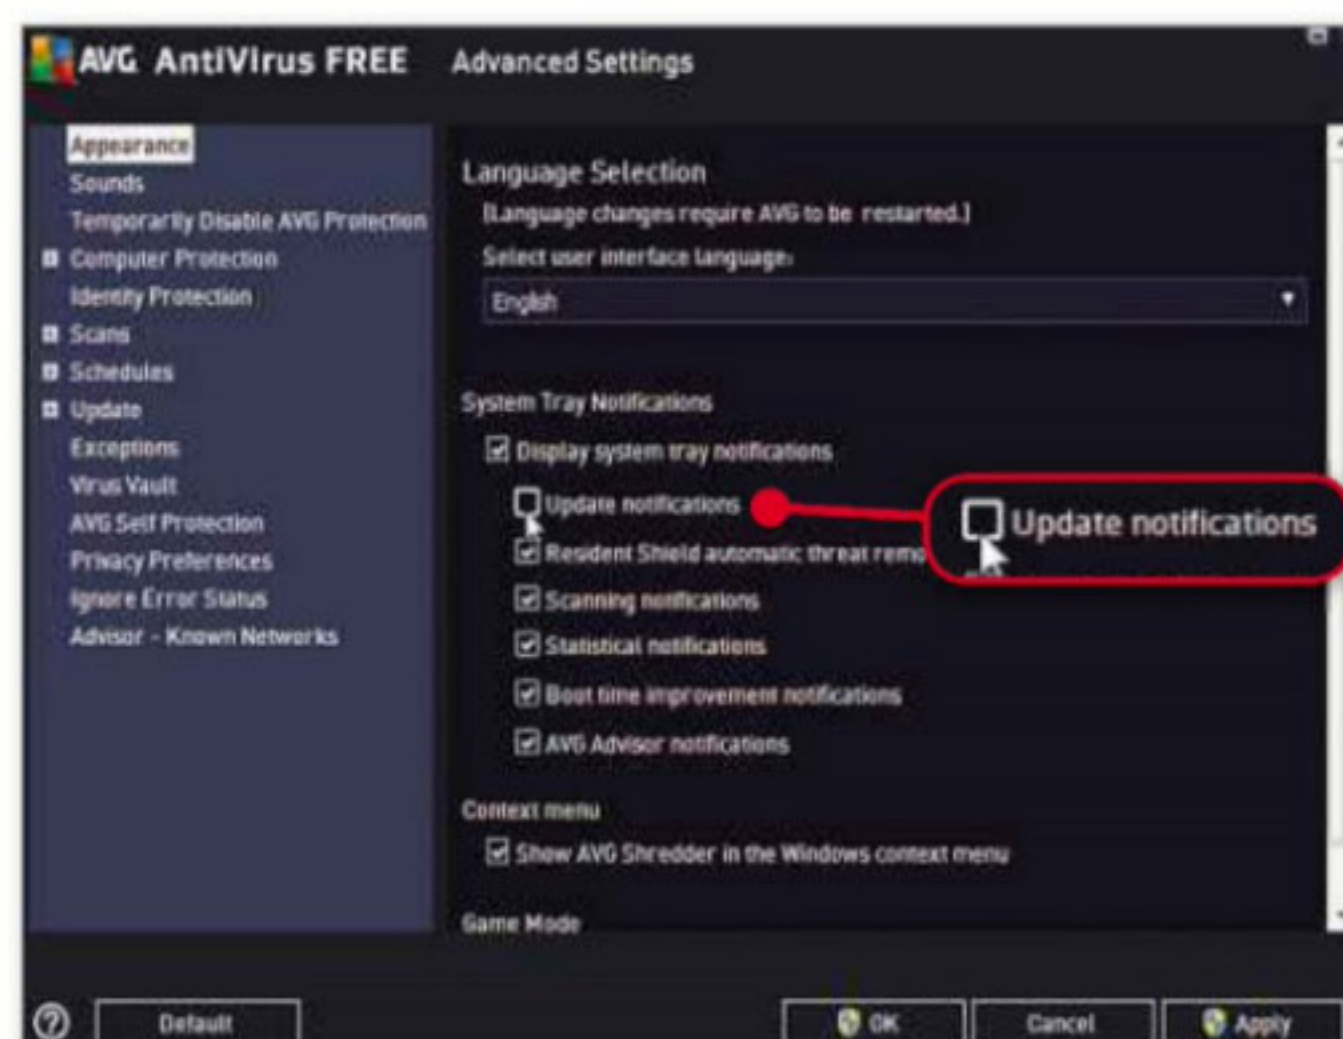 AVG AntiVirus FREE Advanced Settings
Appearance
Sounds
Temporarily Disable AVG Protection
Computer Protection
Identity Protection
Scans
Schedules
Update
Exceptions
Virus Vault
AVG Self Protection
Privacy Preferences
Ignore Error Status
Advisor - Known Networks
Language Selection
(Language changes require AVG to be restarted.)
Select user interface language:
English
System Tray Notifications
Display system tray notifications
Update notifications
Update notifications
Resident Shield automatic threat remo
Scanning notifications
Statistical notifications
Boot time improvement notifications
AVG Advisor notifications
Context menu
Show AVG Shredder in the Windows context menu
Game Mode
? Default OK Cancel Apply